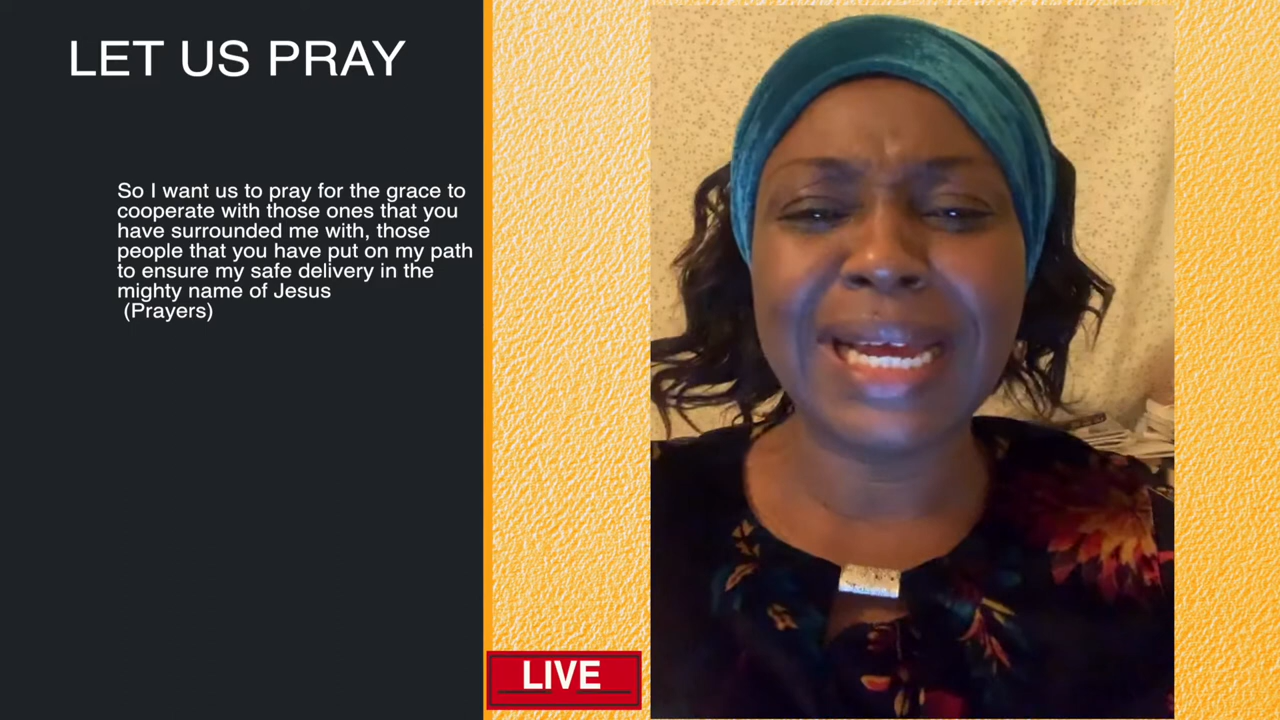 LET US PRAY
So I want us to pray for the grace to
cooperate with those ones that you
have surrounded me with, those
people that you have put on my path
to ensure my safe delivery in the
mighty name of Jesus
(Prayers)
LIVE